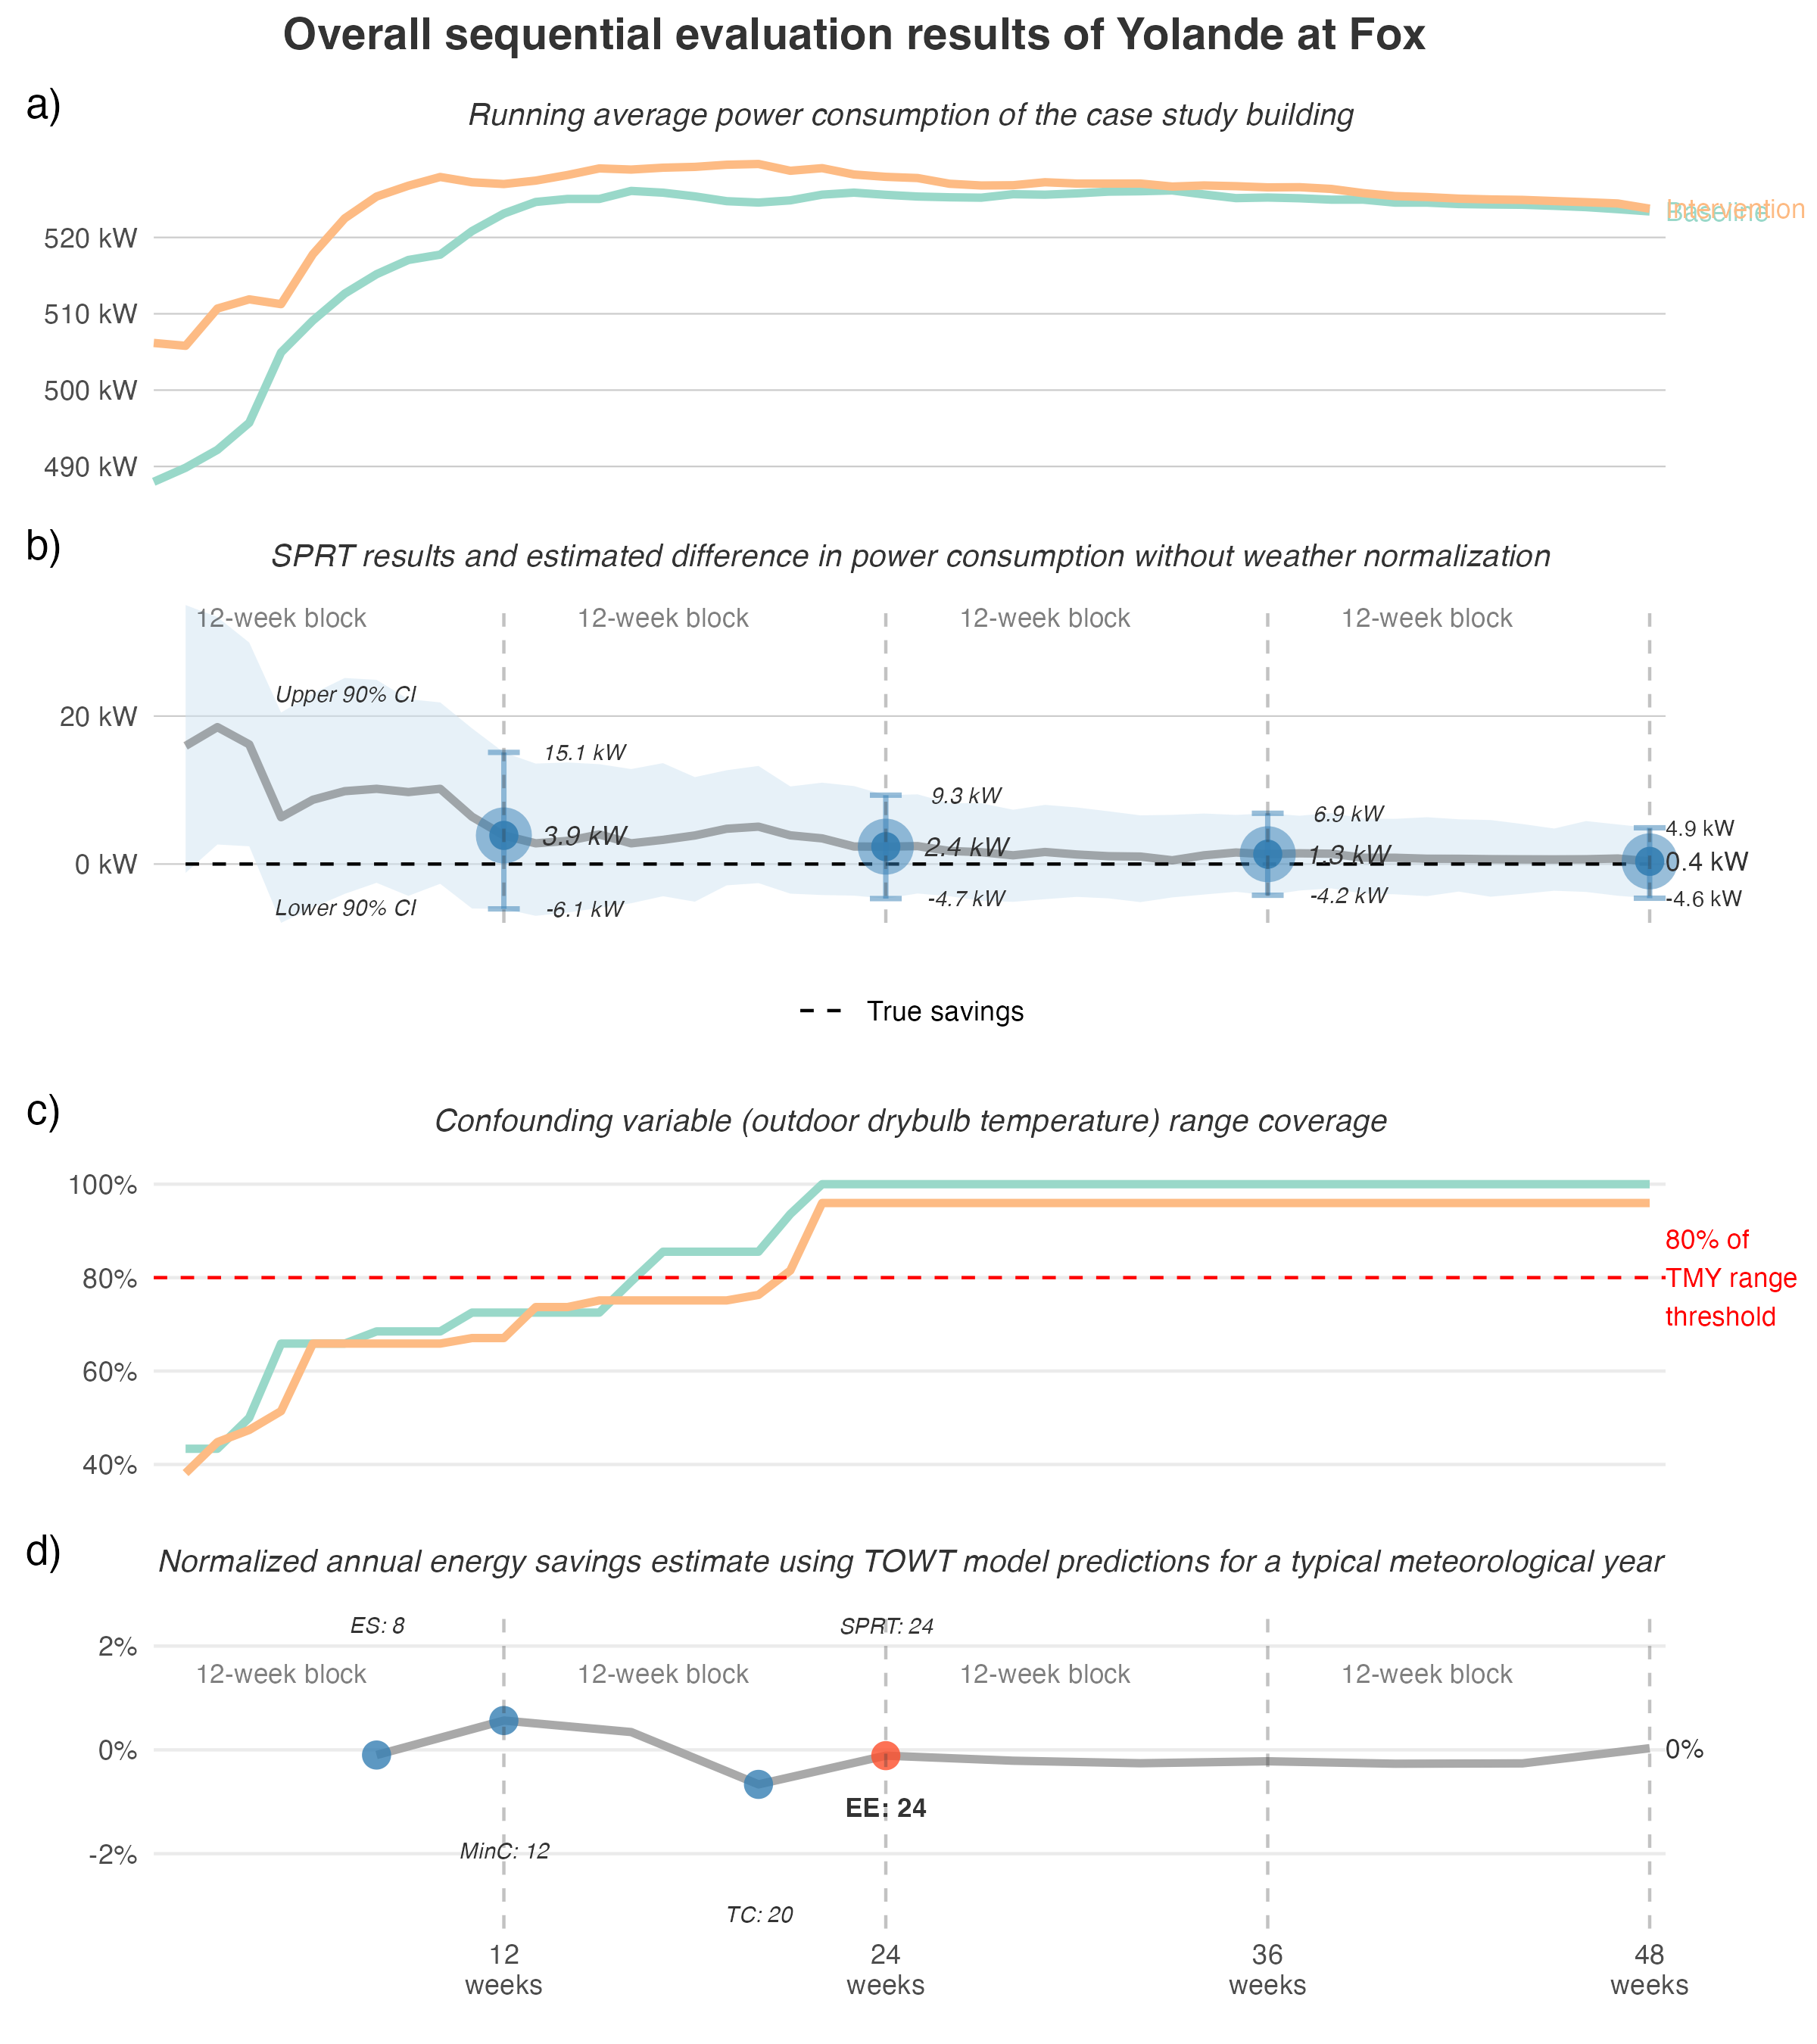 Overall sequential evaluation results of Yolande at Fox
a)
Running average power consumption of the case study building
520 kW
510 kW
500 kW
490 kW
Intervention
Baseline
b)
SPRT results and estimated difference in power consumption without weather normalization
12-week block 12-week block 12-week block 12-week block
Upper 90% CI
20 kW
15.1 kW
9.3 kW
6.9 kW
4.9 kW
3.9 kW
2.4 kW
1.3 kW
0.4 kW
0 kW
Lower 90% CI
-6.1 kW
-4.7 kW
-4.2 kW
-4.6 kW
True savings
c)
Confounding variable (outdoor drybulb temperature) range coverage
100%
80%
60%
40%
80% of
TMY range
threshold
d)
Normalized annual energy savings estimate using TOWT model predictions for a typical meteorological year
ES: 8
SPRT: 24
2%
12-week block 12-week block 12-week block 12-week block
0%
0%
EE: 24
-2%
MinC: 12
TC: 20
12
weeks
24
weeks
36
weeks
48
weeks